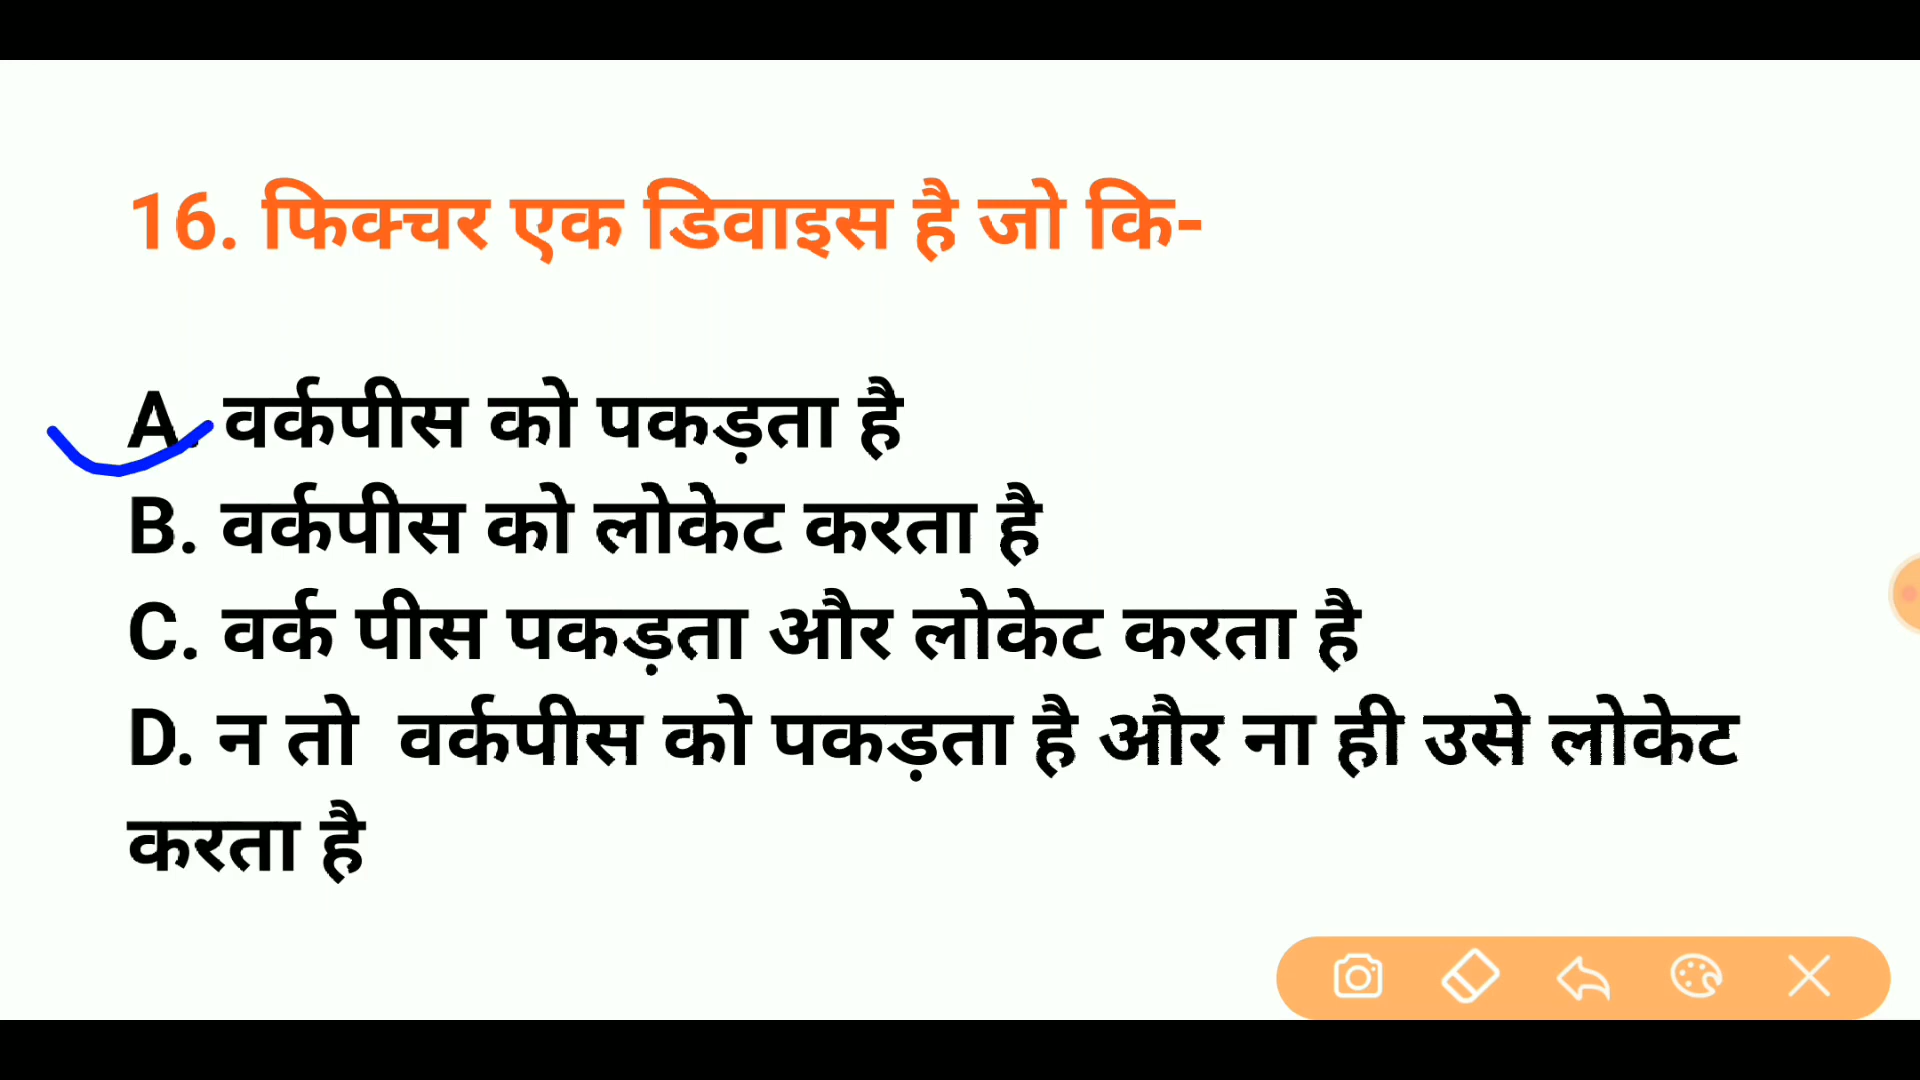 16. फिक्चर एक डिवाइस है जो कि-
A. वर्कपीस को पकड़ता है
B. वर्कपीस को लोकेट करता है
C. वर्क पीस पकड़ता और लोकेट करता है
D. न तो वर्कपीस को पकड़ता है और ना ही उसे लोकेट
करता है